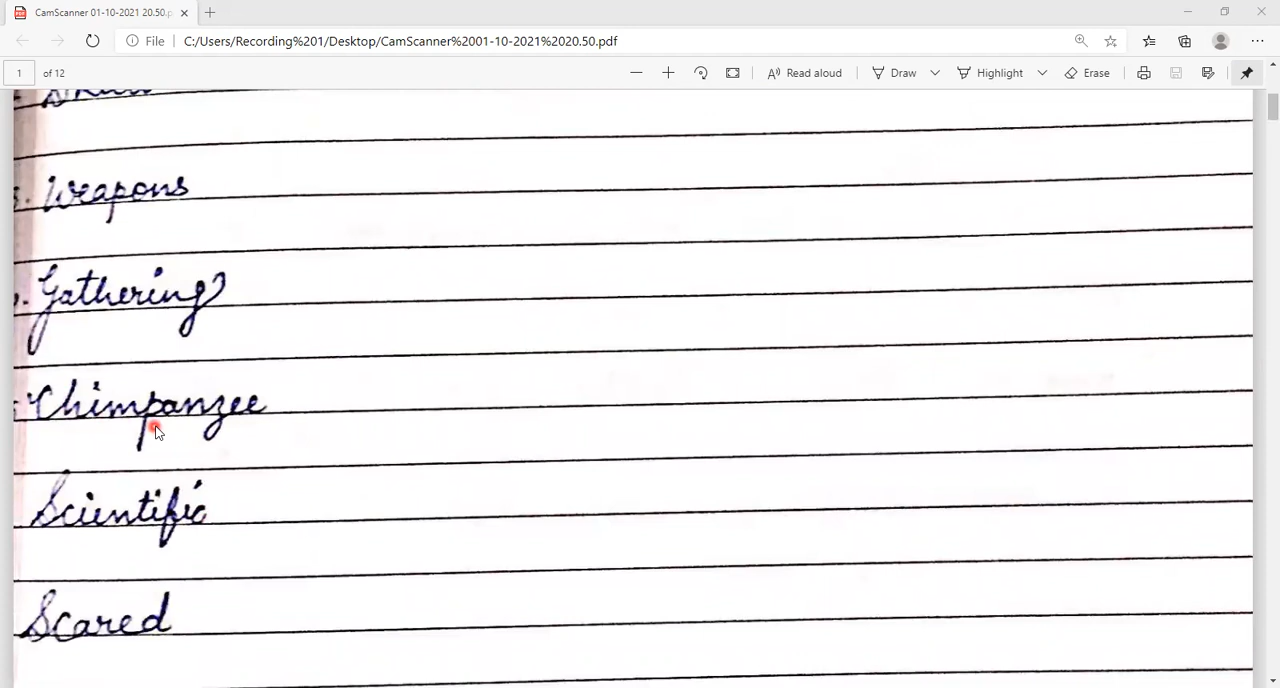 CamScanner 01-10-2021 20.50.p
File C:/Users/Recording%201/Desktop/CamScanner%2001-10-2021%2020.50.pdf
1 of 12 Read aloud Draw Highlight Erase
Weapons
Gathering
Chimpanzee
Scientific
Scared